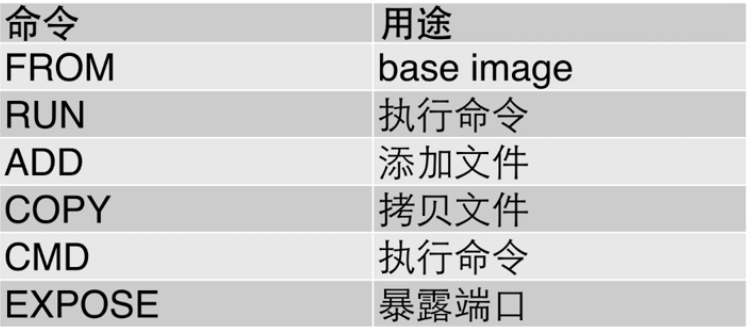 命令 用途
FROM base image
RUN 执行命令
ADD 添加文件
COPY 拷贝文件
CMD 执行命令
EXPOSE 暴露端口